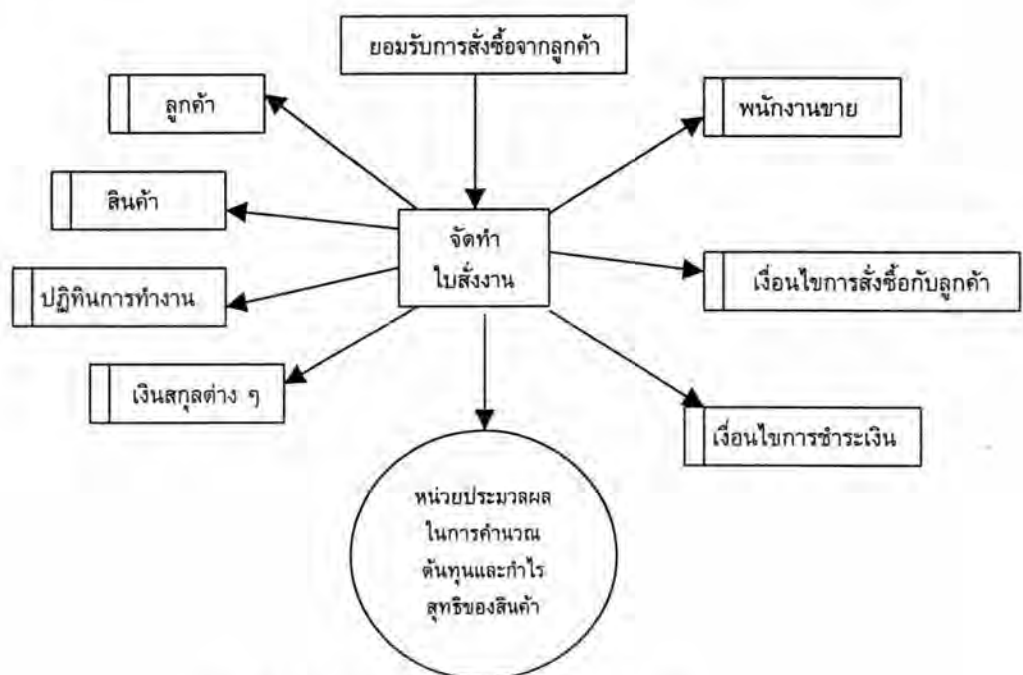 ยอมรับการสั่งซื้อจากลูกค้า
ลูกค้า
พนักงานขาย
สินค้า
จัดทำ
ใบสั่งงาน
เงื่อนไขการสั่งซื้อกับลูกค้า
ปฏิทินการทำงาน
เงินสกุลต่าง ๆ
เงื่อนไขการชำระเงิน
หน่วยประมวลผล
ในการคำนวณ
ต้นทุนและกำไร
สุทธิของสินค้า